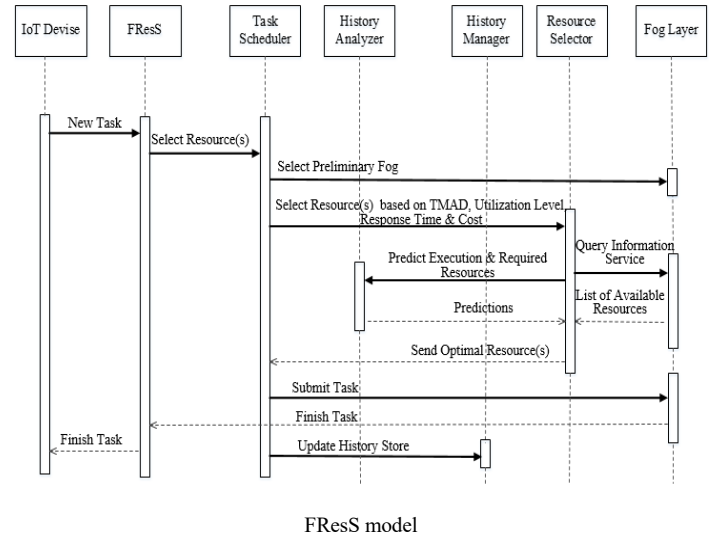 IoT Devise
FResS
Task
Scheduler
History
Analyzer
History
Manager
Resource
Selector
Fog Layer
New Task
Select Resource(s)
Select Preliminary Fog
Select Resource(s) based on TMAD, Utilization Level,
Response Time & Cost
Query Information
Service
Predict Execution & Required
Resources
List of Available
Resources
Predictions
Send Optimal Resource(s)
Submit Task
Finish Task
Finish Task
Update History Store
FResS model